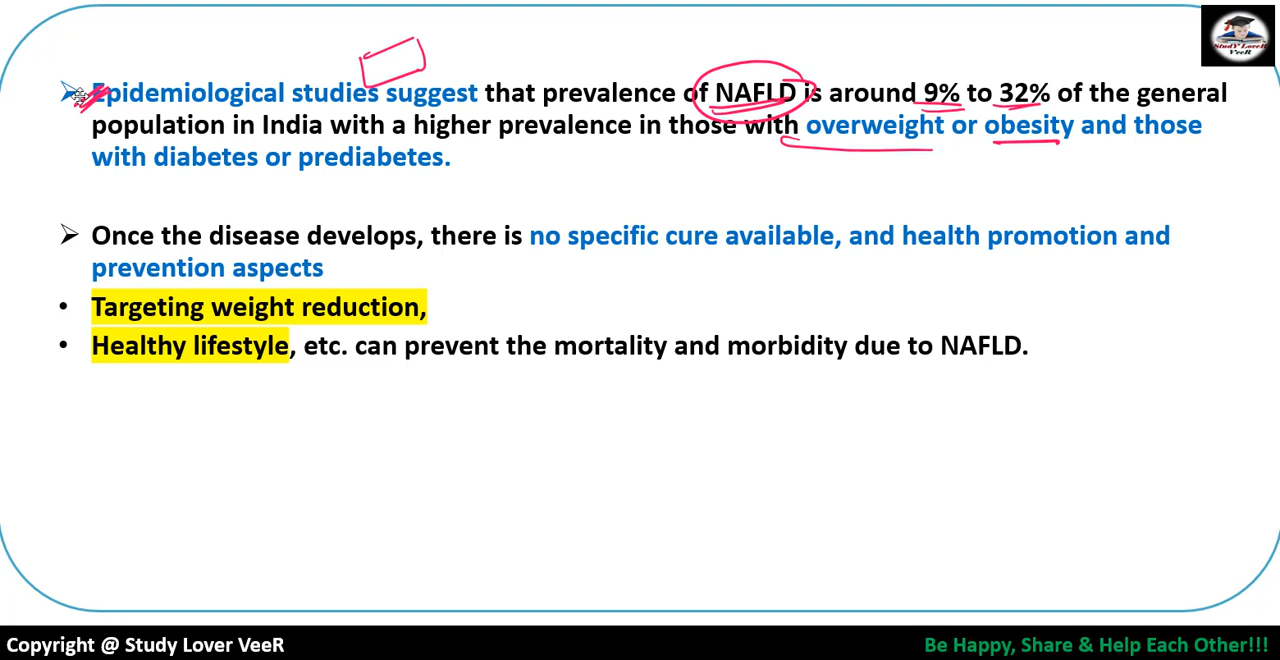 StudY LoveR
VeeR
➢ Epidemiological studies suggest that prevalence of NAFLD is around 9% to 32% of the general
population in India with a higher prevalence in those with overweight or obesity and those
with diabetes or prediabetes.
➢ Once the disease develops, there is no specific cure available, and health promotion and
prevention aspects
• Targeting weight reduction,
• Healthy lifestyle, etc. can prevent the mortality and morbidity due to NAFLD.
Copyright @ Study Lover VeeR
Be Happy, Share & Help Each Other!!!